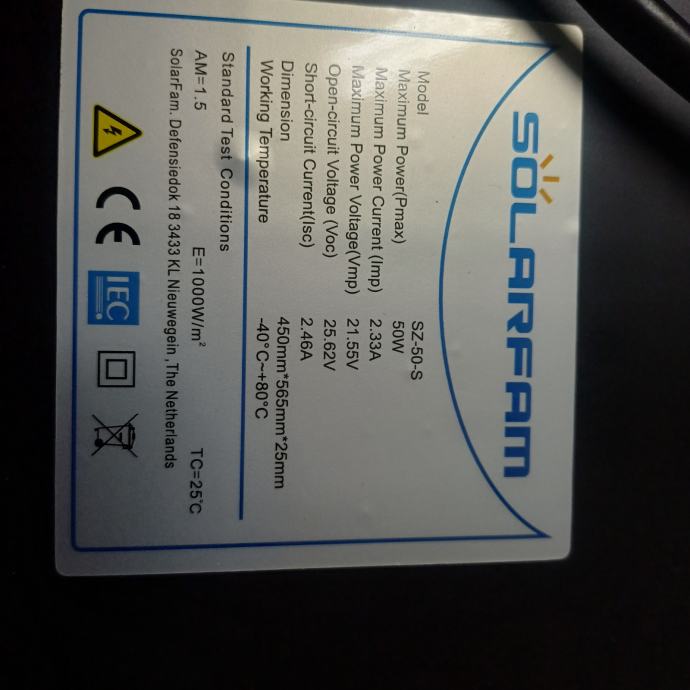 SOLARFAM
Model SZ-50-S
Maximum Power(Pmax) 50W
Maximum Power Current (Imp) 2.33A
Maximum Power Voltage(Vmp) 21.55V
Open-circuit Voltage (Voc) 25.62V
Short-circuit Current(Isc) 2.46A
Dimension 450mm*565mm*25mm
Working Temperature -40°C~+80°C
Standard Test Conditions
AM=1.5 E=1000W/m² TC=25℃
SolarFam. Defensiedok 18 3433 KL Nieuwegein ,The Netherlands
CE IEC